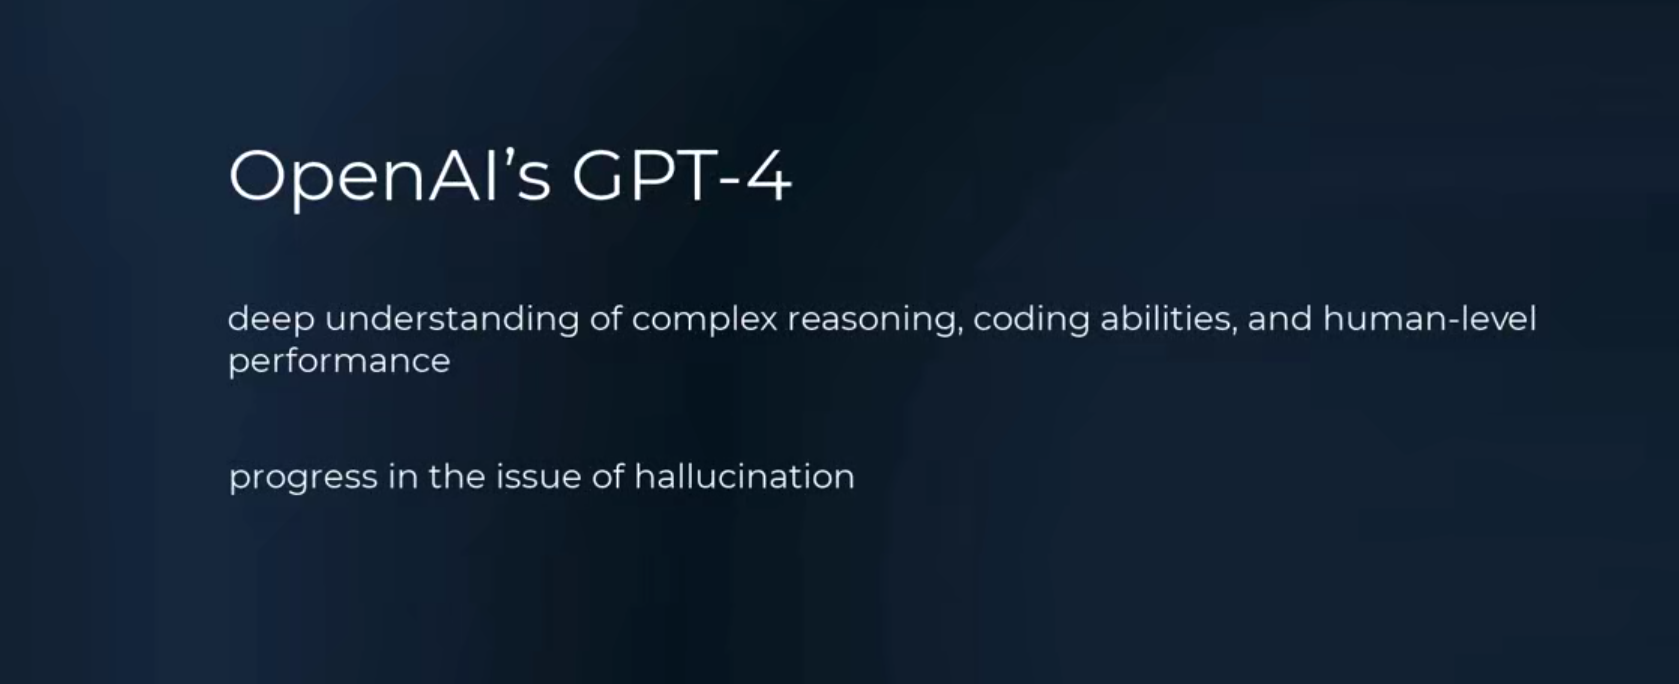 OpenAI’s GPT-4
deep understanding of complex reasoning, coding abilities, and human-level
performance
progress in the issue of hallucination